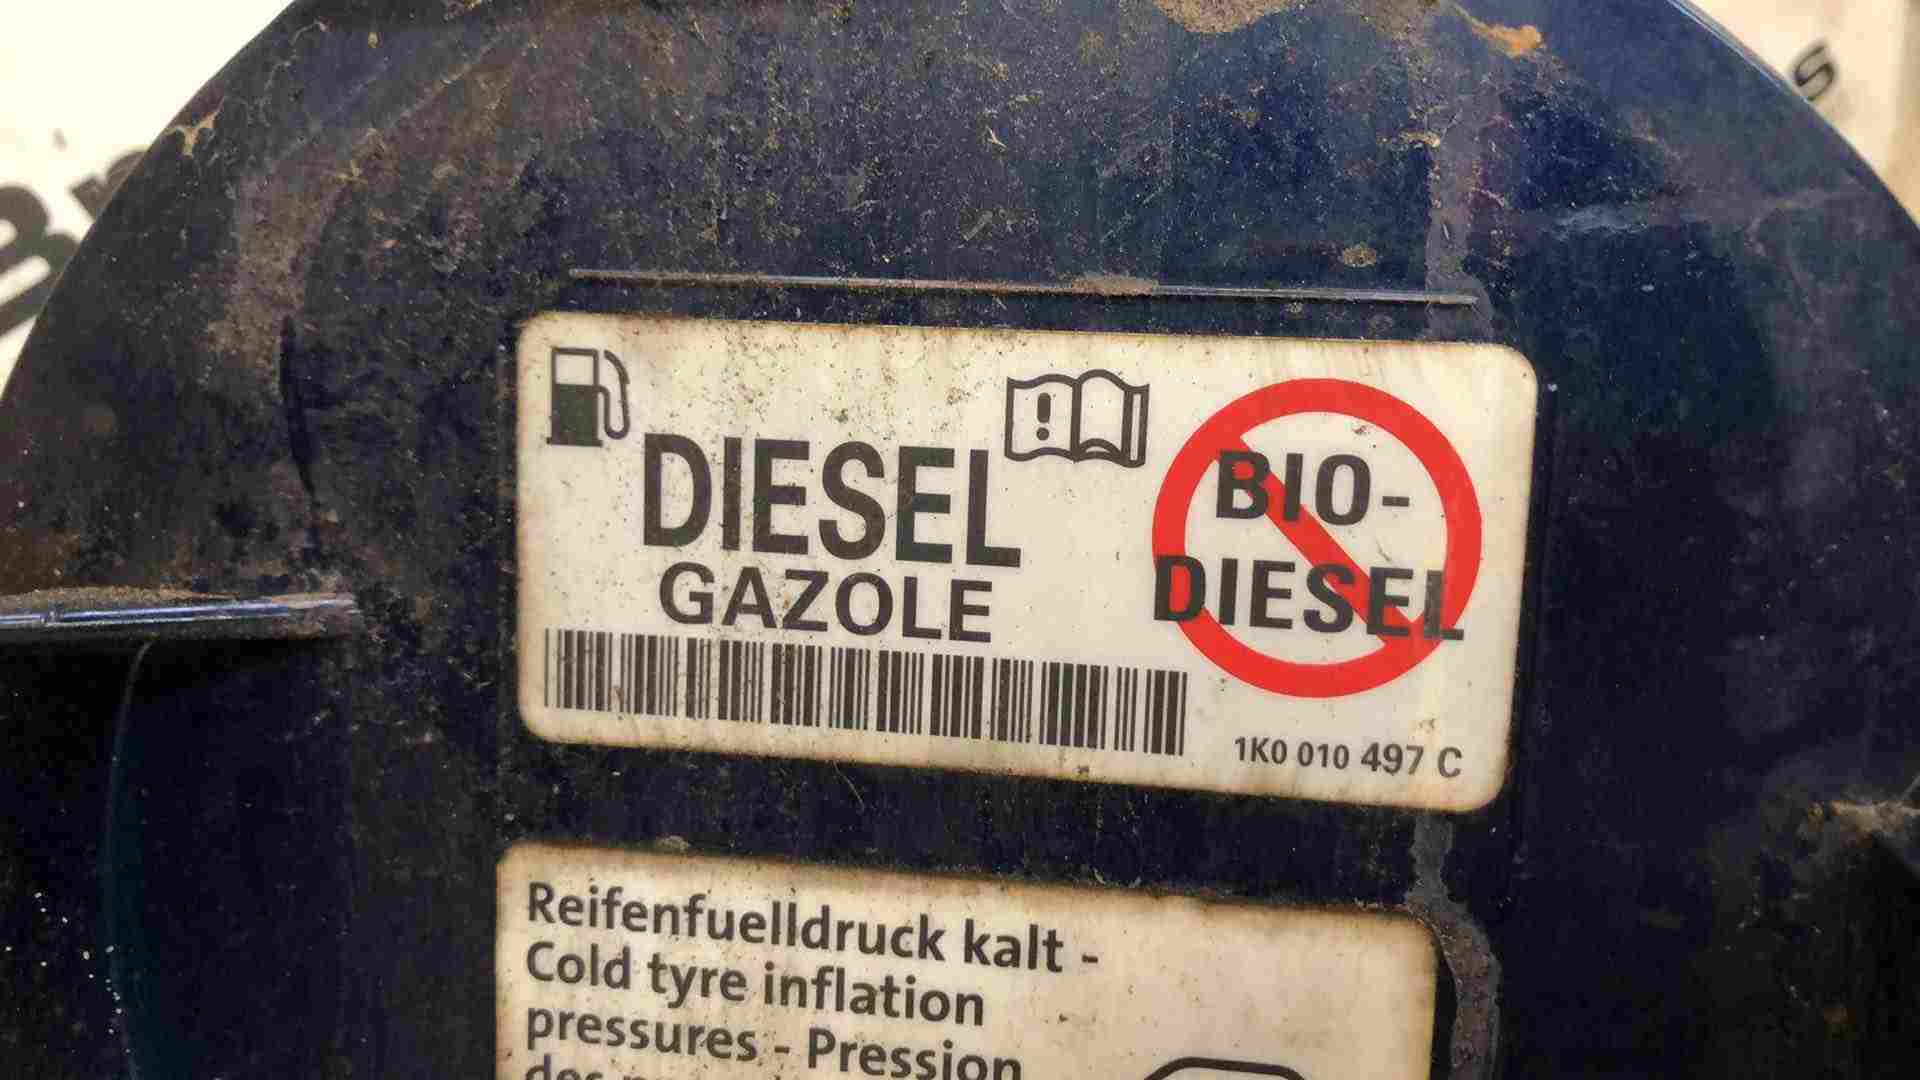 DIESEL
GAZOLE
BIO-
DIESEL
1K0 010 497 C
Reifenfuelldruck kalt -
Cold tyre inflation
pressures - Pression